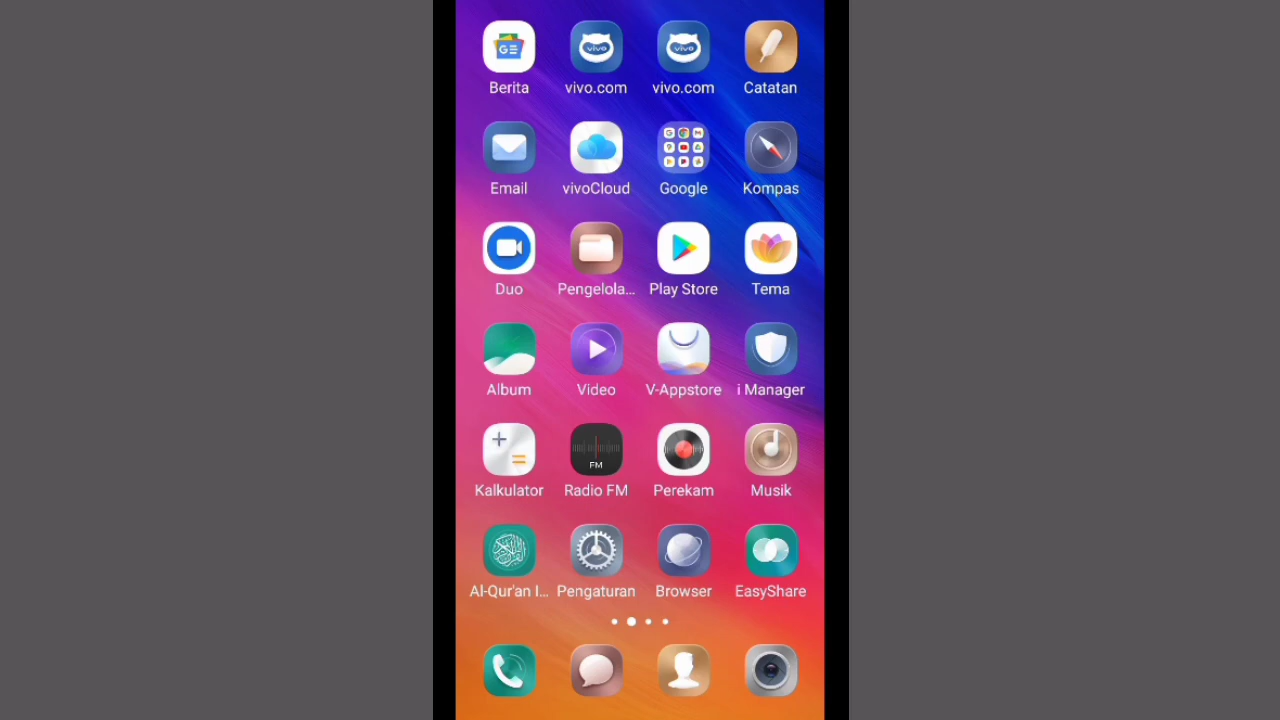 Berita vivo.com vivo.com Catatan
Email vivoCloud Google Kompas
Duo Pengelola... Play Store Tema
Album Video V-Appstore i Manager
FM
Kalkulator Radio FM Perekam Musik
Al-Qur'an I... Pengaturan Browser EasyShare